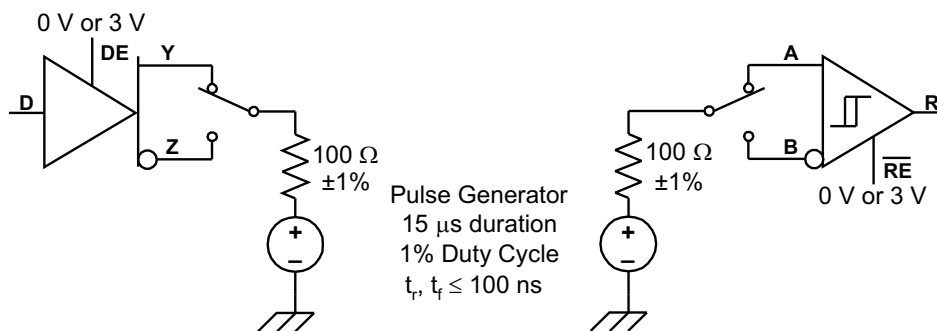 0 V or 3 V
DE
Y
D
Z
100 Ω
±1%
Pulse Generator
15 μs duration
1% Duty Cycle
tr, tf ≤ 100 ns
A
R
B
100 Ω
±1%
RE
0 V or 3 V